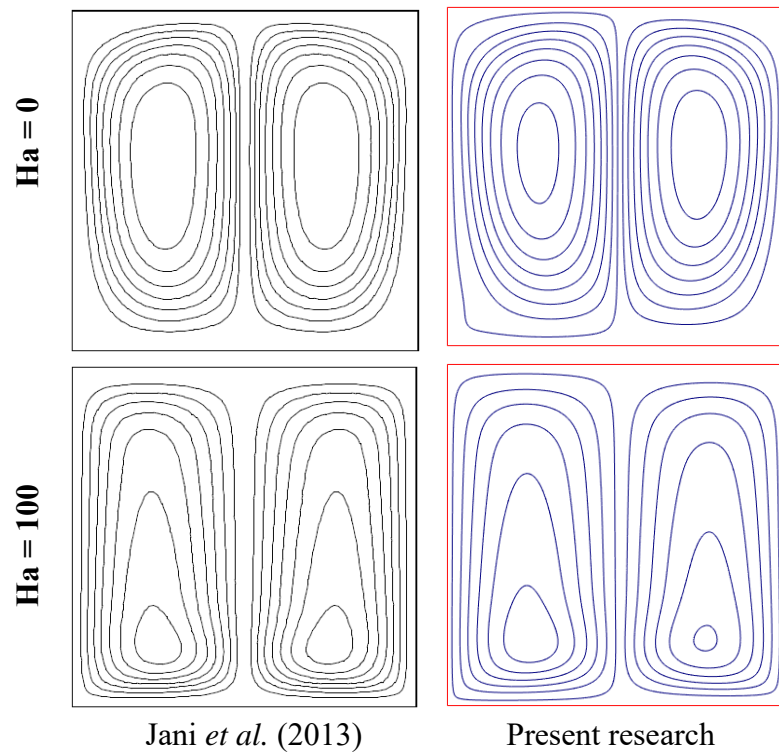 Ha = 0
Ha = 100
Jani et al. (2013)
Present research